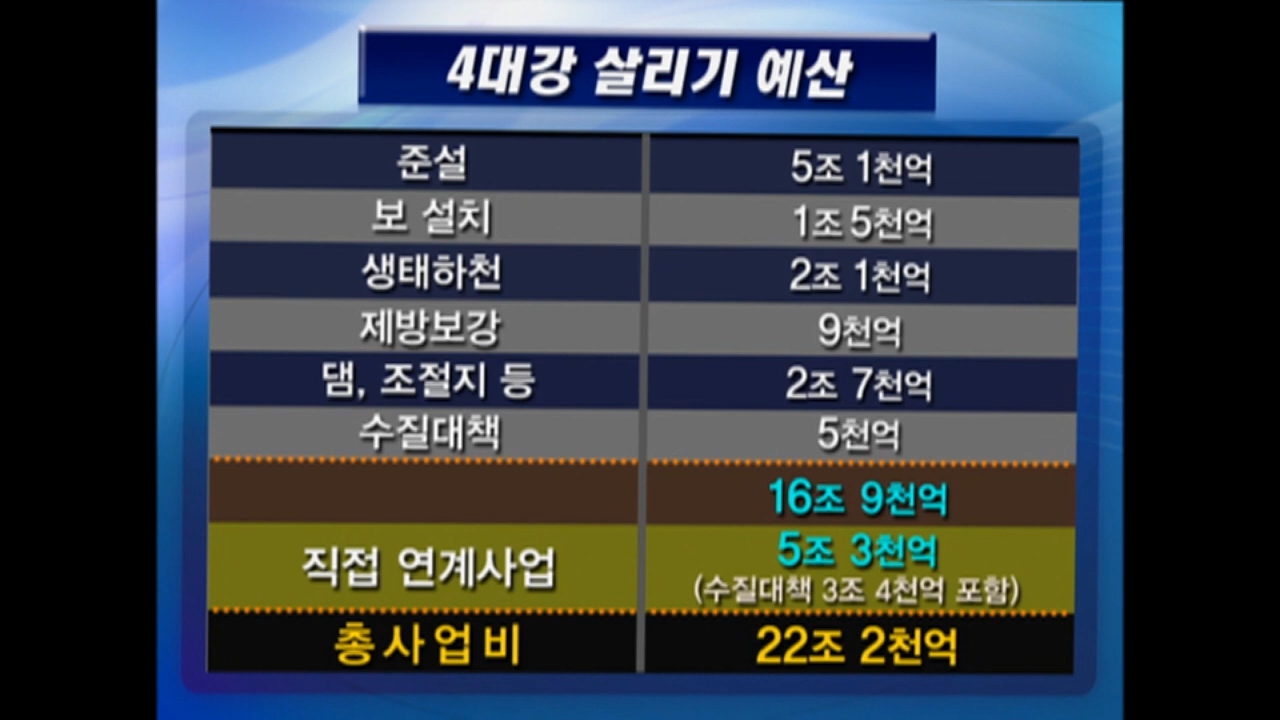 4대강 살리기 예산
준설 5조 1천억
보 설치 1조 5천억
생태하천 2조 1천억
제방보강 9천억
댐, 조절지 등 2조 7천억
수질대책 5천억
16조 9천억
직접 연계사업 5조 3천억
(수질대책 3조 4천억 포함)
총사업비 22조 2천억